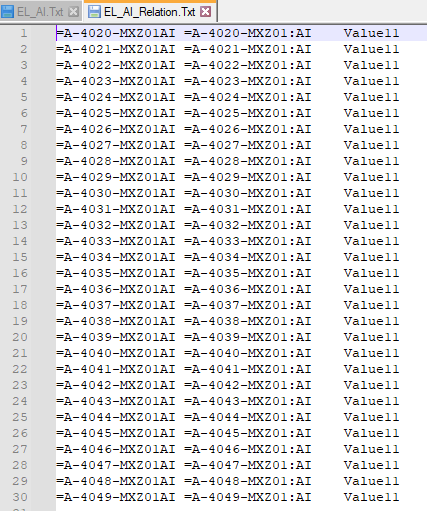 EL_AI.Txt EL_AI_Relation.Txt
1 =A-4020-MXZ01AI =A-4020-MXZ01:AI Value11
2 =A-4021-MXZ01AI =A-4021-MXZ01:AI Value11
3 =A-4022-MXZ01AI =A-4022-MXZ01:AI Value11
4 =A-4023-MXZ01AI =A-4023-MXZ01:AI Value11
5 =A-4024-MXZ01AI =A-4024-MXZ01:AI Value11
6 =A-4025-MXZ01AI =A-4025-MXZ01:AI Value11
7 =A-4026-MXZ01AI =A-4026-MXZ01:AI Value11
8 =A-4027-MXZ01AI =A-4027-MXZ01:AI Value11
9 =A-4028-MXZ01AI =A-4028-MXZ01:AI Value11
10 =A-4029-MXZ01AI =A-4029-MXZ01:AI Value11
11 =A-4030-MXZ01AI =A-4030-MXZ01:AI Value11
12 =A-4031-MXZ01AI =A-4031-MXZ01:AI Value11
13 =A-4032-MXZ01AI =A-4032-MXZ01:AI Value11
14 =A-4033-MXZ01AI =A-4033-MXZ01:AI Value11
15 =A-4034-MXZ01AI =A-4034-MXZ01:AI Value11
16 =A-4035-MXZ01AI =A-4035-MXZ01:AI Value11
17 =A-4036-MXZ01AI =A-4036-MXZ01:AI Value11
18 =A-4037-MXZ01AI =A-4037-MXZ01:AI Value11
19 =A-4038-MXZ01AI =A-4038-MXZ01:AI Value11
20 =A-4039-MXZ01AI =A-4039-MXZ01:AI Value11
21 =A-4040-MXZ01AI =A-4040-MXZ01:AI Value11
22 =A-4041-MXZ01AI =A-4041-MXZ01:AI Value11
23 =A-4042-MXZ01AI =A-4042-MXZ01:AI Value11
24 =A-4043-MXZ01AI =A-4043-MXZ01:AI Value11
25 =A-4044-MXZ01AI =A-4044-MXZ01:AI Value11
26 =A-4045-MXZ01AI =A-4045-MXZ01:AI Value11
27 =A-4046-MXZ01AI =A-4046-MXZ01:AI Value11
28 =A-4047-MXZ01AI =A-4047-MXZ01:AI Value11
29 =A-4048-MXZ01AI =A-4048-MXZ01:AI Value11
30 =A-4049-MXZ01AI =A-4049-MXZ01:AI Value11